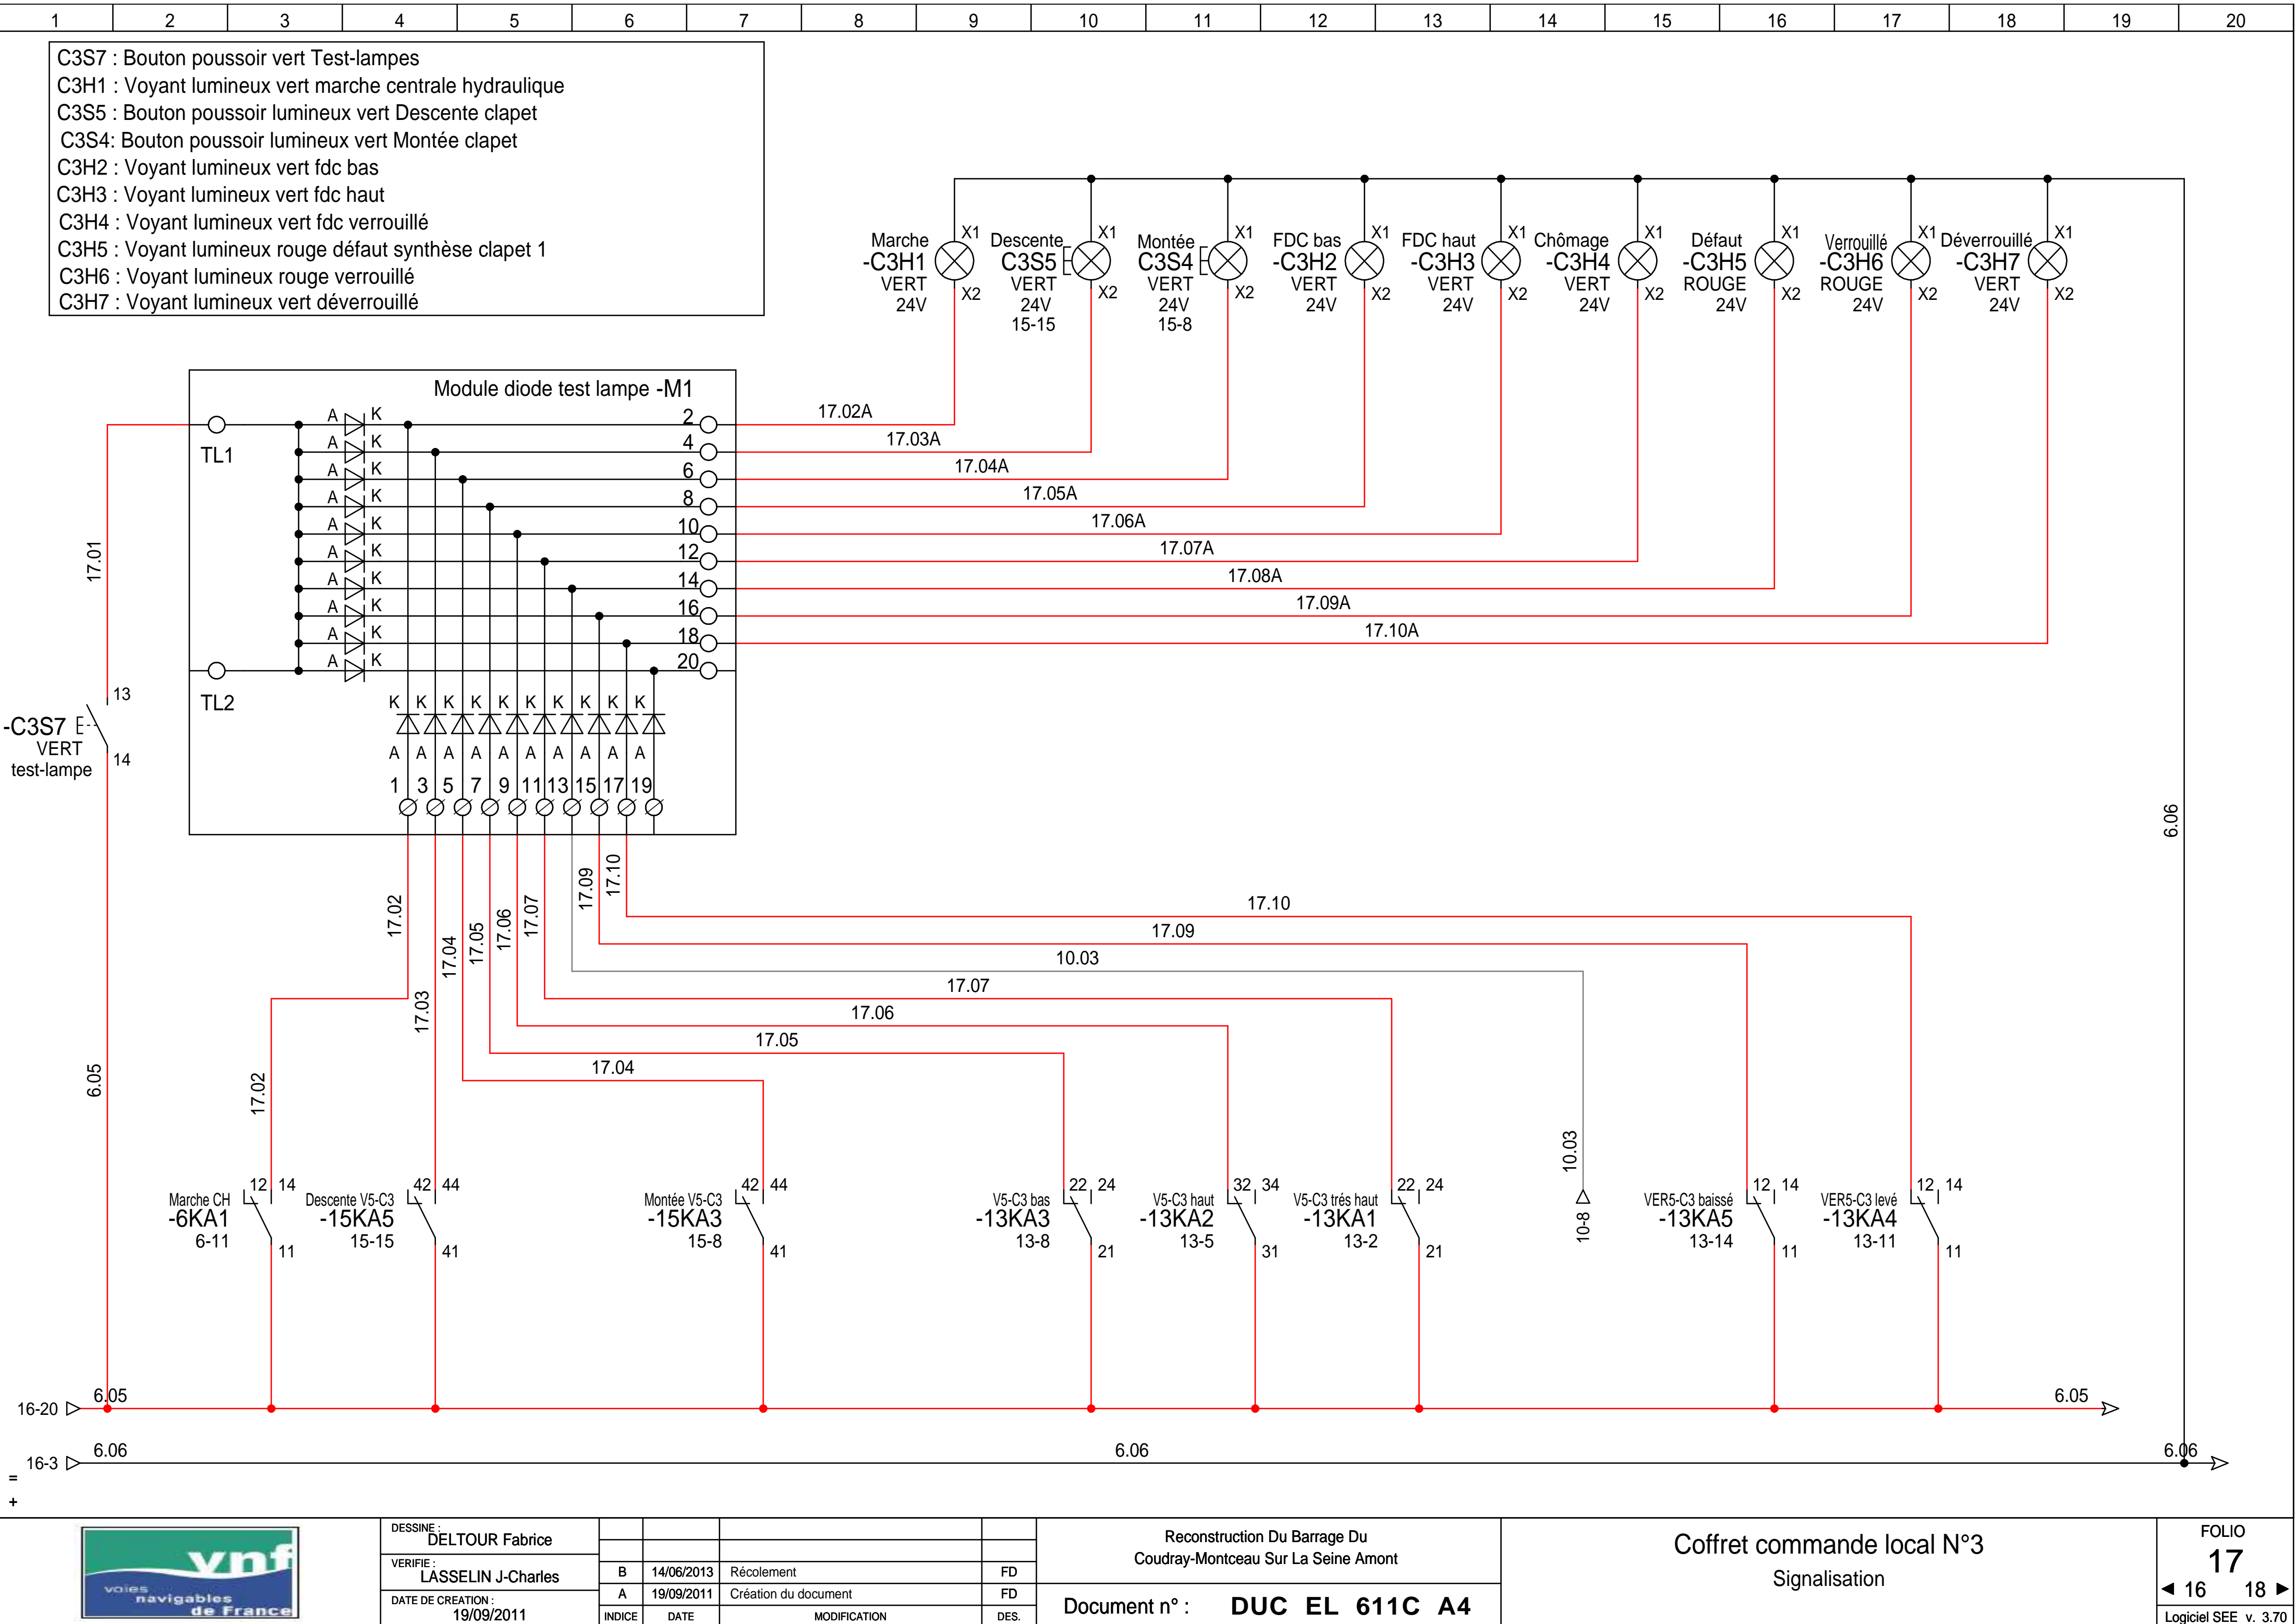 1 2 3 4 5 6 7 8 9 10 11 12 13 14 15 16 17 18 19 20
C3S7 : Bouton poussoir vert Test-lampes
C3H1 : Voyant lumineux vert marche centrale hydraulique
C3S5 : Bouton poussoir lumineux vert Descente clapet
C3S4: Bouton poussoir lumineux vert Montée clapet
C3H2 : Voyant lumineux vert fdc bas
C3H3 : Voyant lumineux vert fdc haut
C3H4 : Voyant lumineux vert fdc verrouillé
C3H5 : Voyant lumineux rouge défaut synthèse clapet 1
C3H6 : Voyant lumineux rouge verrouillé
C3H7 : Voyant lumineux vert déverrouillé
Marche
-C3H1
VERT
24V
X1
X2
Descente
C3S5
VERT
24V
15-15
X1
X2
Montée
C3S4
VERT
24V
15-8
X1
X2
FDC bas
-C3H2
VERT
24V
X1
X2
FDC haut
-C3H3
VERT
24V
X1
X2
Chômage
-C3H4
VERT
24V
X1
X2
Défaut
-C3H5
ROUGE
24V
X1
X2
Verrouillé
-C3H6
ROUGE
24V
X1
X2
Déverrouillé
-C3H7
VERT
24V
X1
X2
Module diode test lampe -M1
TL1
TL2
A K 2
A K 4
A K 6
A K 8
A K 10
A K 12
A K 14
A K 16
A K 18
A K 20
17.02A
17.03A
17.04A
17.05A
17.06A
17.07A
17.08A
17.09A
17.10A
K K K K K K K K K K
A A A A A A A A A A
1 3 5 7 9 11 13 15 17 19
17.01
13
-C3S7
VERT
test-lampe
14
6.05
6.06
17.02
17.03
17.04
17.05
17.06
17.07
17.09
17.10
17.10
17.09
10.03
17.07
17.06
17.05
17.04
17.02
10.03
10-8
12 14
Marche CH
-6KA1
6-11
11
42 44
Descente V5-C3
-15KA5
15-15
41
42 44
Montée V5-C3
-15KA3
15-8
41
22 24
V5-C3 bas
-13KA3
13-8
21
32 34
V5-C3 haut
-13KA2
13-5
31
22 24
V5-C3 trés haut
-13KA1
13-2
21
12 14
VER5-C3 baissé
-13KA5
13-14
11
12 14
VER5-C3 levé
-13KA4
13-11
11
16-20 6.05 6.05
16-3 6.06 6.06 6.06
=
+
vnf
voies
navigables
de France
DESSINE :
DELTOUR Fabrice
VERIFIE :
LASSELIN J-Charles
DATE DE CREATION :
19/09/2011
B 14/06/2013 Récolement FD
A 19/09/2011 Création du document FD
INDICE DATE MODIFICATION DES.
Reconstruction Du Barrage Du
Coudray-Montceau Sur La Seine Amont
Document n° : DUC EL 611C A4
Coffret commande local N°3
Signalisation
FOLIO
17
◄ 16 18 ►
Logiciel SEE v. 3.70